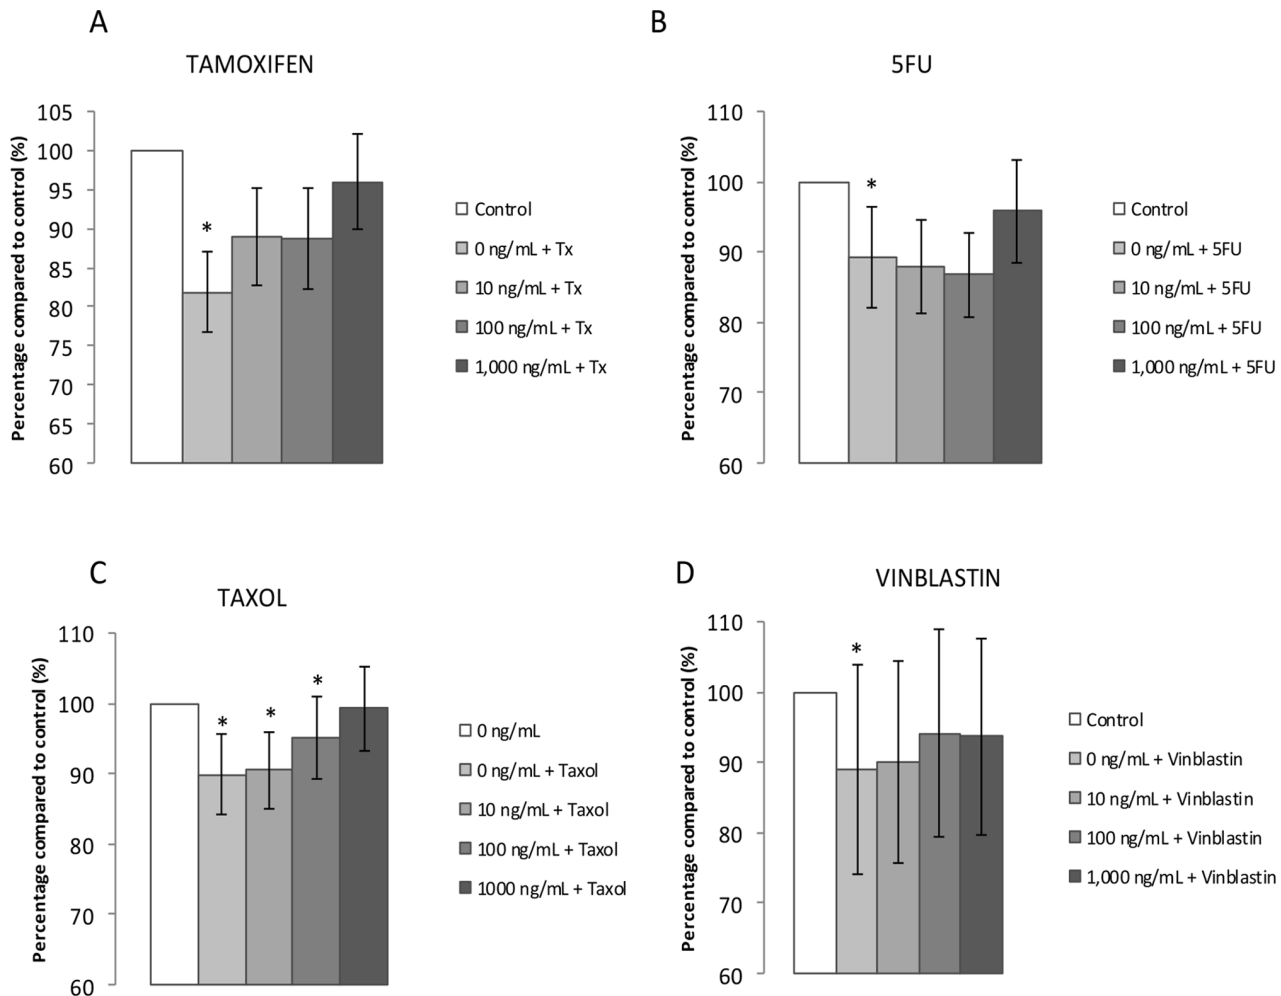 A
TAMOXIFEN
Percentage compared to control (%)
105
100
95
90
85
80
75
70
65
60
*
Control
0 ng/mL + Tx
10 ng/mL + Tx
100 ng/mL + Tx
1,000 ng/mL + Tx
B
5FU
Percentage compared to control (%)
110
100
90
80
70
60
*
Control
0 ng/mL + 5FU
10 ng/mL + 5FU
100 ng/mL + 5FU
1,000 ng/mL + 5FU
C
TAXOL
Percentage compared to control (%)
110
100
90
80
70
60
* * *
0 ng/mL
0 ng/mL + Taxol
10 ng/mL + Taxol
100 ng/mL + Taxol
1000 ng/mL + Taxol
D
VINBLASTIN
Percentage compared to control (%)
110
100
90
80
70
60
*
Control
0 ng/mL + Vinblastin
10 ng/mL + Vinblastin
100 ng/mL + Vinblastin
1,000 ng/mL + Vinblastin